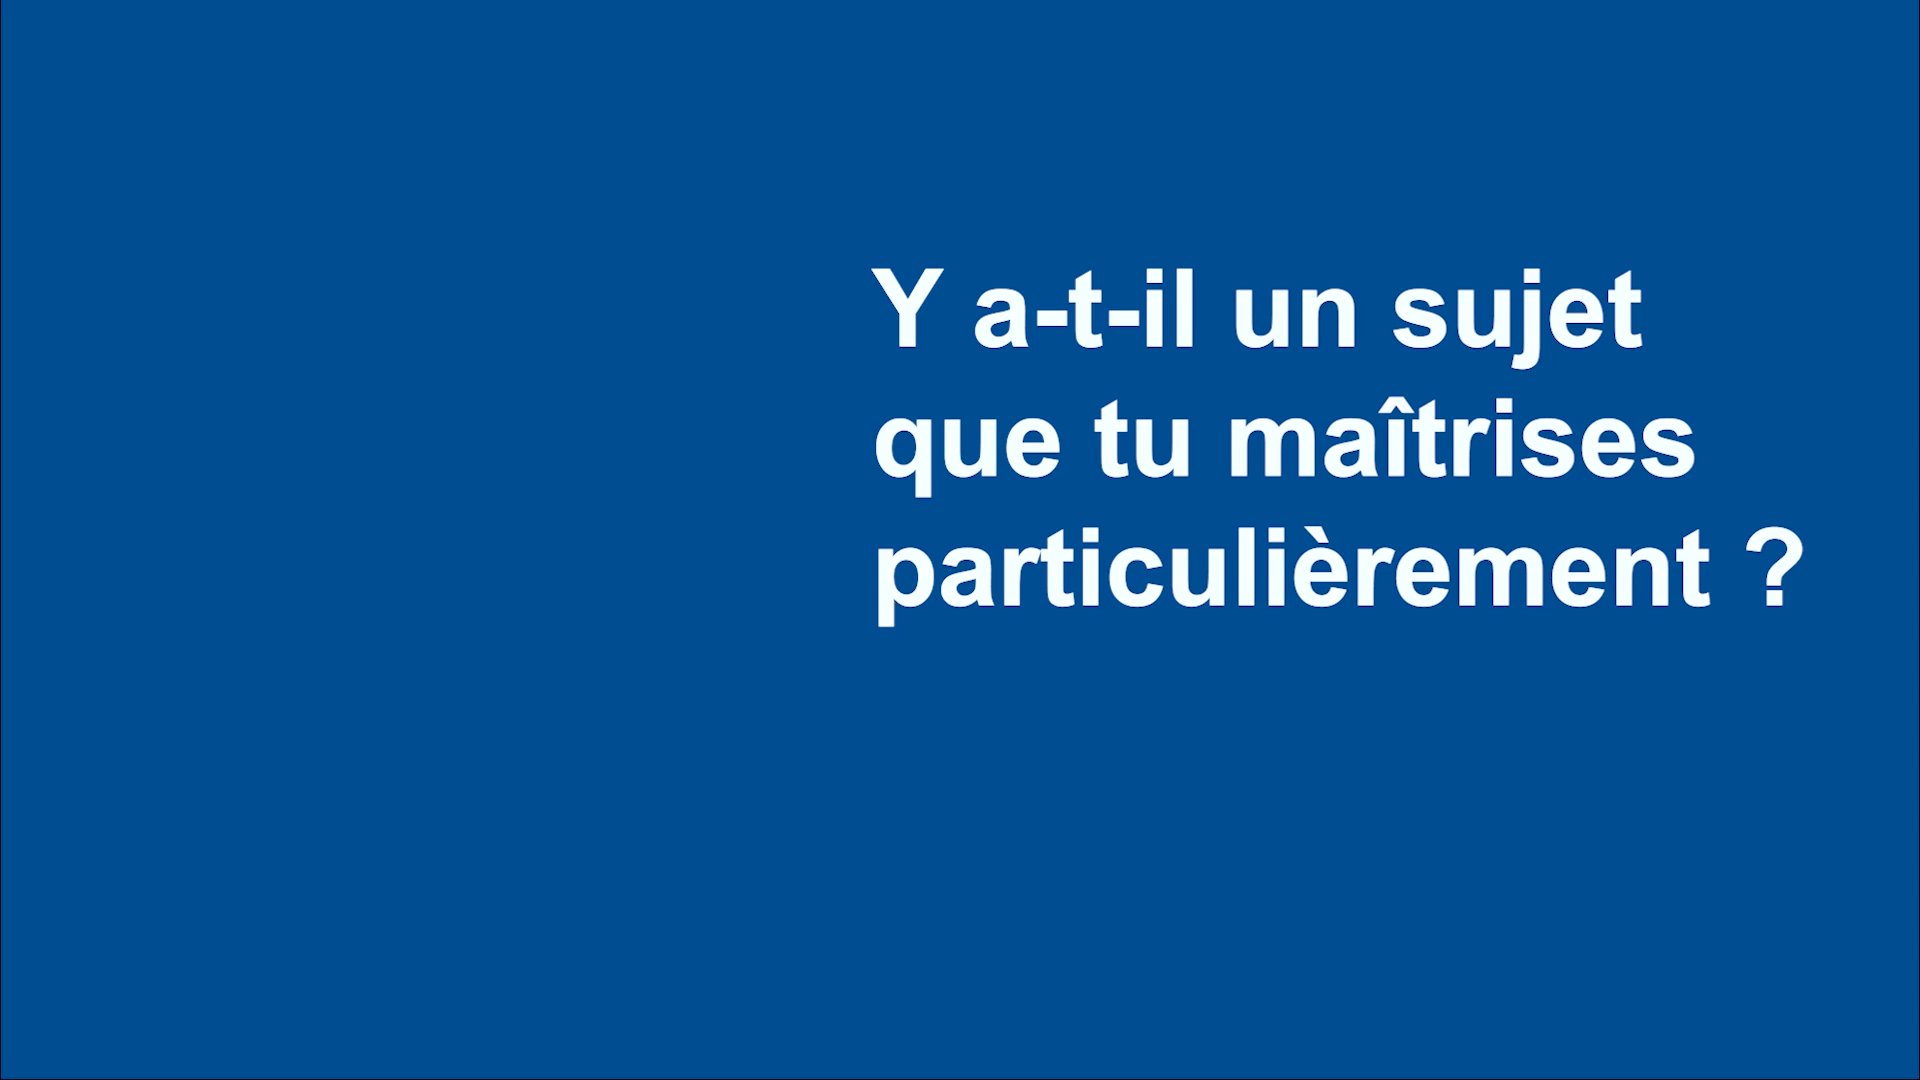 Y a-t-il un sujet
que tu maîtrises
particulièrement ?